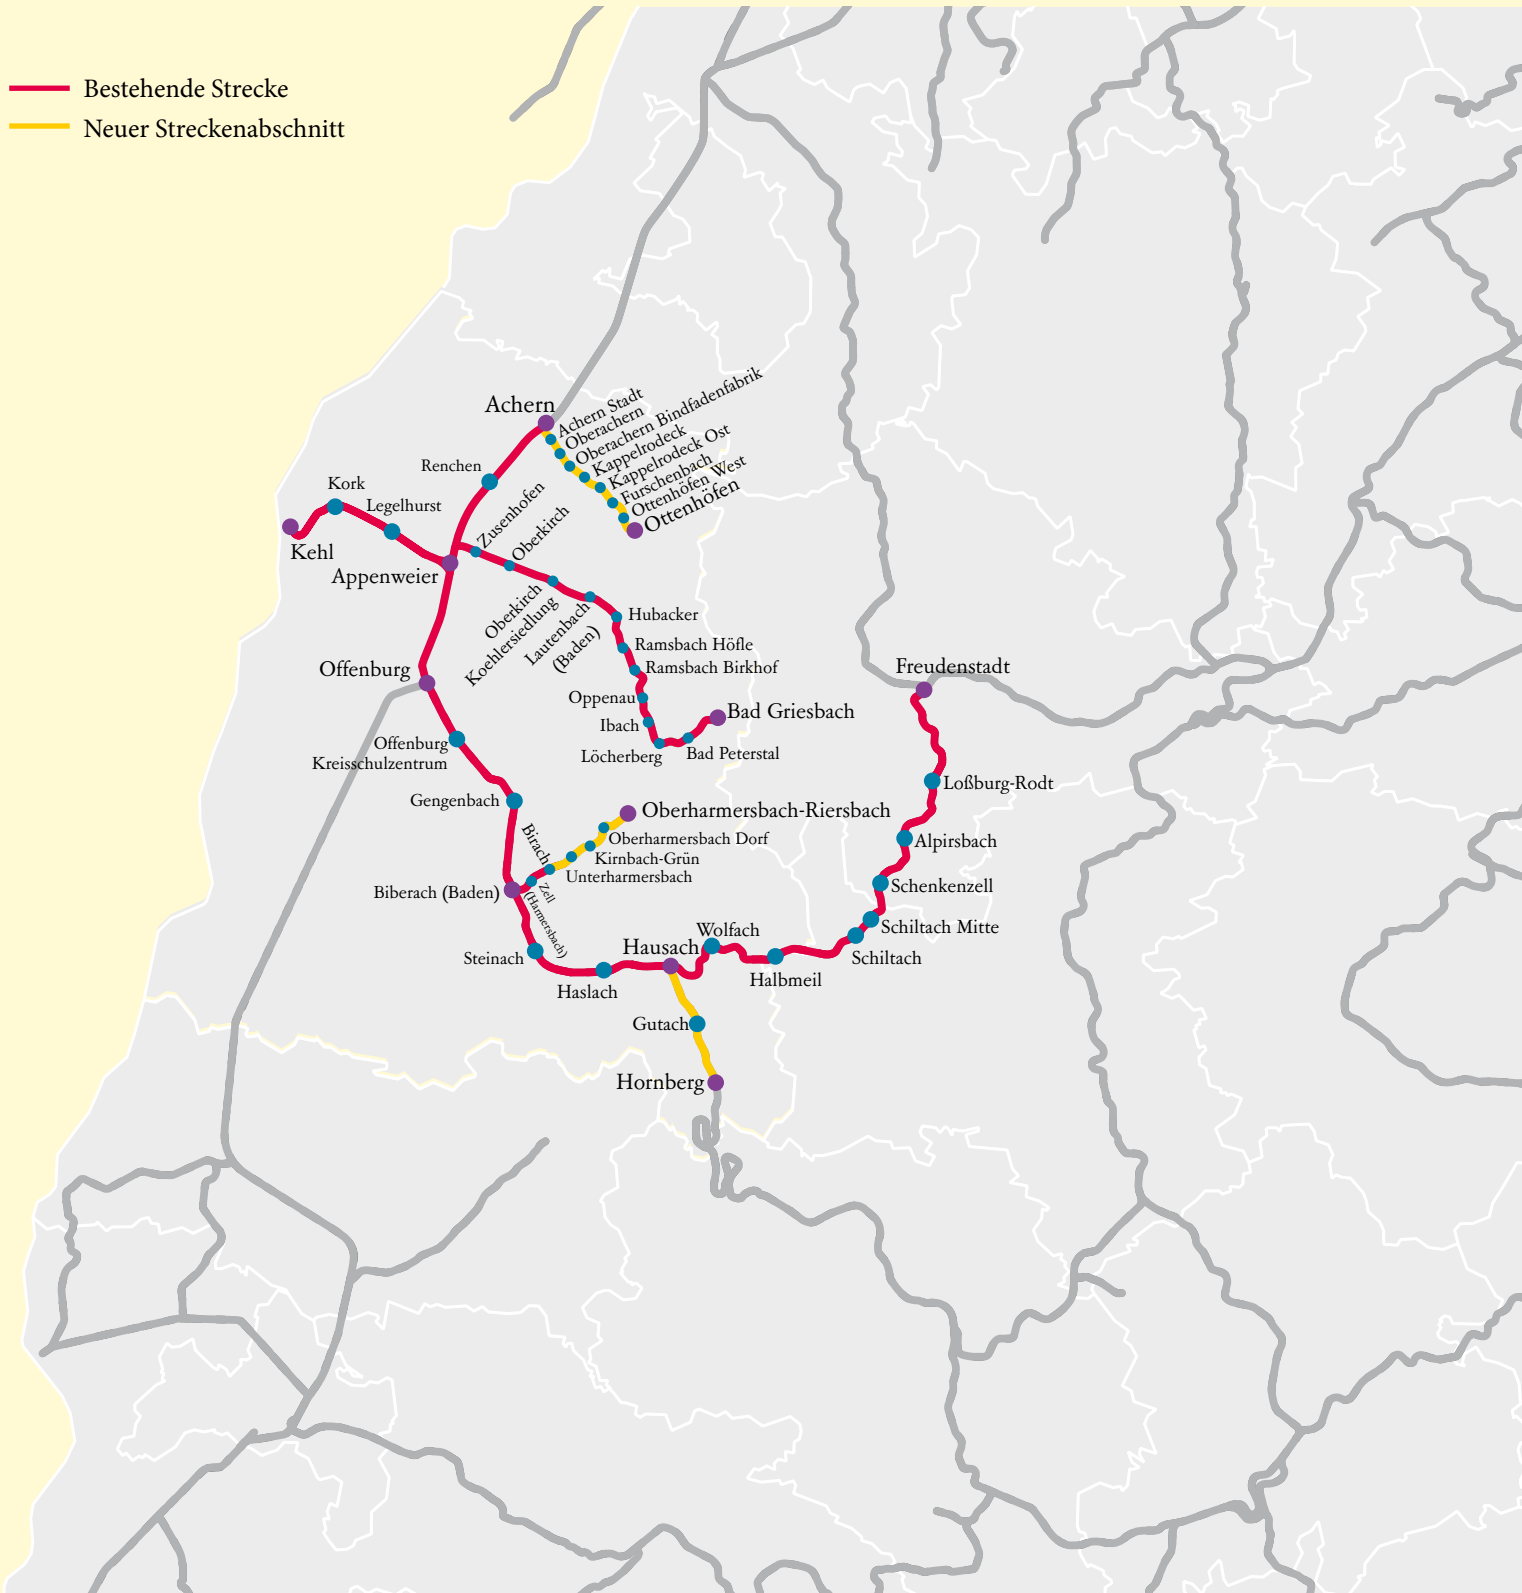 Bestehende Strecke
Neuer Streckenabschnitt
Achern
Achern Stadt
Oberachern
Oberachern Bindfadenfabrik
Kappelrodeck
Kappelrodeck Ost
Furschenbach
Ottenhöfen West
Ottenhöfen
Renchen
Kork
Legelhurst
Kehl
Appenweier
Zusenhofen
Oberkirch
Oberkirch
Koehlersiedlung
Lautenbach
(Baden)
Hubacker
Ramsbach Höfle
Ramsbach Birkhof
Oppenau
Ibach
Löcherberg
Bad Peterstal
Bad Griesbach
Offenburg
Offenburg
Kreisschulzentrum
Gengenbach
Biberach (Baden)
Birach
Zell
(Harmersbach)
Unterharmersbach
Kirnbach-Grün
Oberharmersbach Dorf
Oberharmersbach-Riersbach
Steinach
Haslach
Hausach
Wolfach
Halbmeil
Schiltach
Schiltach Mitte
Schenkenzell
Alpirsbach
Loßburg-Rodt
Freudenstadt
Gutach
Hornberg